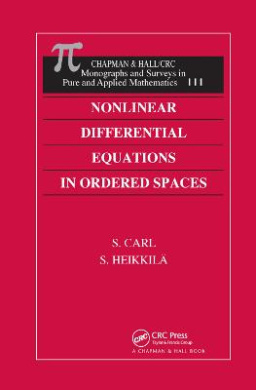 π
CHAPMAN & HALL/CRC
Monographs and Surveys in
Pure and Applied Mathematics 111
NONLINEAR
DIFFERENTIAL
EQUATIONS
IN ORDERED SPACES
S. CARL
S. HEIKKILÄ
CRC
CRC Press
Taylor & Francis Group
A CHAPMAN & HALL BOOK